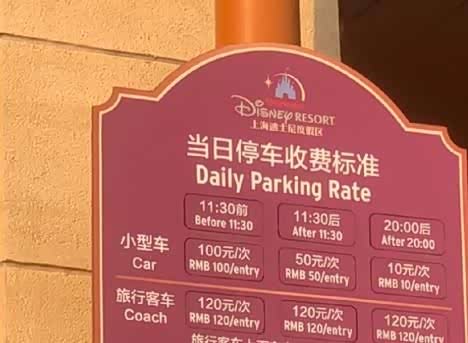 Disney RESORT
上海迪士尼度假区
当日停车收费标准
Daily Parking Rate
11:30前 11:30后 20:00后
Before 11:30 After 11:30 After 20:00
小型车 100元/次 50元/次 10元/次
Car RMB 100/entry RMB 50/entry RMB 10/entry
旅行客车 120元/次 120元/次 120元/次
Coach RMB 120/entry RMB 120/entry RMB 120/entry
旅行客车